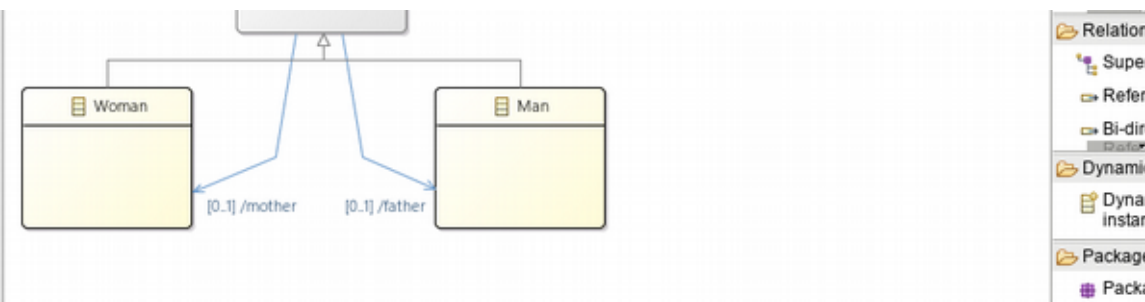 Relation
Supe
Woman
Man
Refer
Bi-dir
[0..1] /mother
[0..1] /father
Dynami
Dyna
instar
Package
Packa